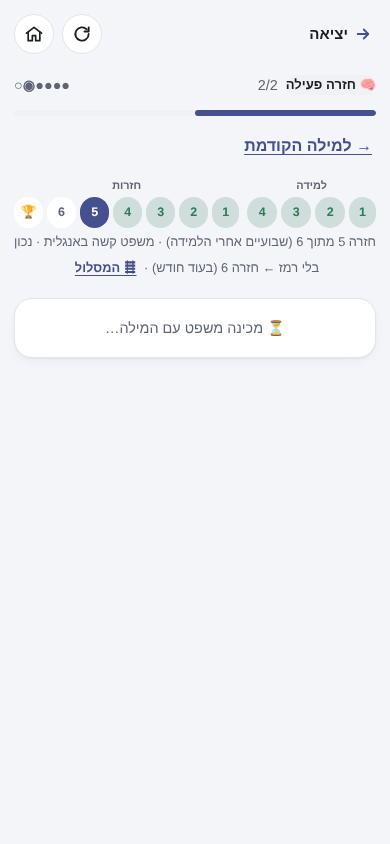 → יציאה
🧠 חזרה פעילה 2/2 ●●●●◉○
→ למילה הקודמת
למידה חזרות
1 2 3 4 1 2 3 4 5 6 🏆
חזרה 5 מתוך 6 (שבועיים אחרי הלמידה) · משפט קשה באנגלית · נכון
בלי רמז ← חזרה 6 (בעוד חודש) · המסלול
⏳ מכינה משפט עם המילה…